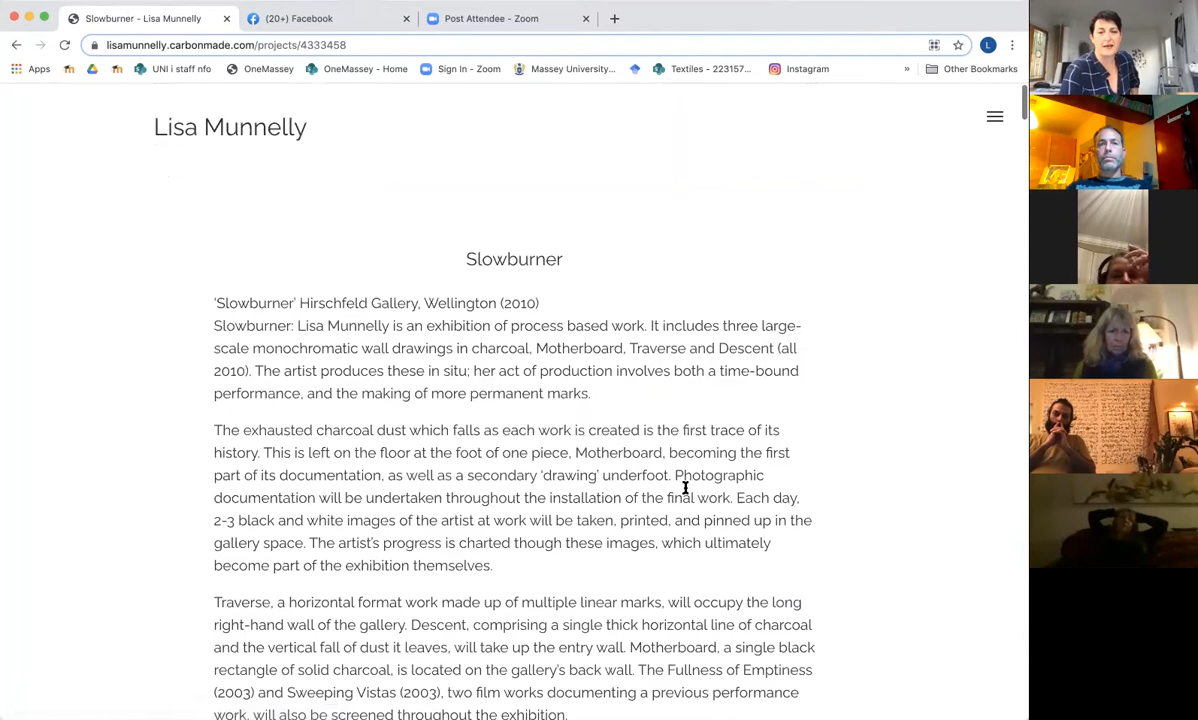 Slowburner - Lisa Munnelly
(20+) Facebook
Post Attendee - Zoom
lisamunnelly.carbonmade.com/projects/4333458
L
Apps
UNI i staff nfo
OneMassey
OneMassey - Home
Sign In - Zoom
Massey University...
Textiles - 223157...
Instagram
»
Other Bookmarks
Lisa Munnelly
Slowburner
‘Slowburner’ Hirschfeld Gallery, Wellington (2010)
Slowburner: Lisa Munnelly is an exhibition of process based work. It includes three large-
scale monochromatic wall drawings in charcoal, Motherboard, Traverse and Descent (all
2010). The artist produces these in situ; her act of production involves both a time-bound
performance, and the making of more permanent marks.
The exhausted charcoal dust which falls as each work is created is the first trace of its
history. This is left on the floor at the foot of one piece, Motherboard, becoming the first
part of its documentation, as well as a secondary ‘drawing’ underfoot. Photographic
documentation will be undertaken throughout the installation of the final work. Each day,
2-3 black and white images of the artist at work will be taken, printed, and pinned up in the
gallery space. The artist’s progress is charted though these images, which ultimately
become part of the exhibition themselves.
Traverse, a horizontal format work made up of multiple linear marks, will occupy the long
right-hand wall of the gallery. Descent, comprising a single thick horizontal line of charcoal
and the vertical fall of dust it leaves, will take up the entry wall. Motherboard, a single black
rectangle of solid charcoal, is located on the gallery’s back wall. The Fullness of Emptiness
(2003) and Sweeping Vistas (2003), two film works documenting a previous performance
work, will also be screened throughout the exhibition.